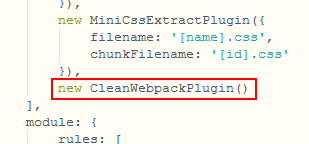 }),
new MiniCssExtractPlugin({
filename: '[name].css',
chunkFilename: '[id].css'
}),
new CleanWebpackPlugin()
],
module: {
rules: [